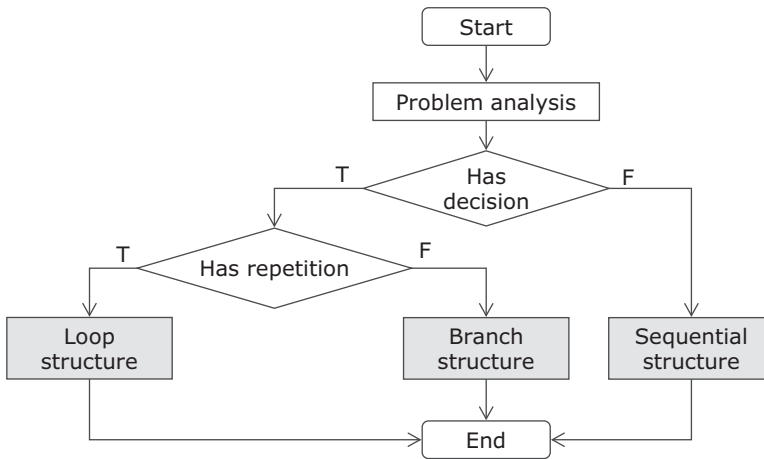 Start
Problem analysis
T
Has
decision
F
T
Has repetition
F
Loop
structure
Branch
structure
Sequential
structure
End